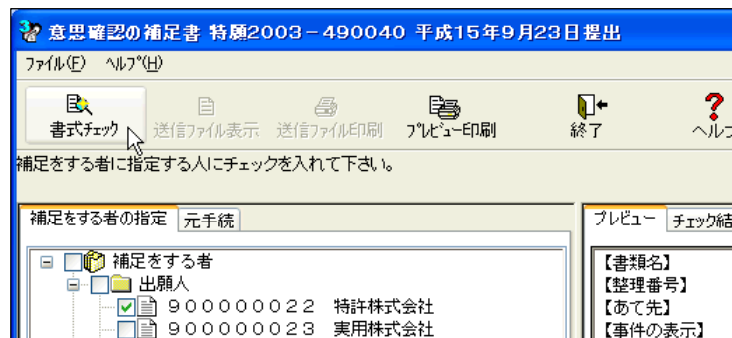 意思確認の補足書 特願2003－490040 平成15年9月23日提出
ファイル(F) ヘルプ(H)
書式チェック 送信ファイル表示 送信ファイル印刷 プレビュー印刷 終了 ヘルプ
補足をする者に指定する人にチェックを入れて下さい。
補足をする者の指定 元手続 プレビュー チェック結
補足をする者
出願人
９０００００００２２ 特許株式会社
９０００００００２３ 実用株式会社
【書類名】
【整理番号】
【あて先】
【事件の表示】